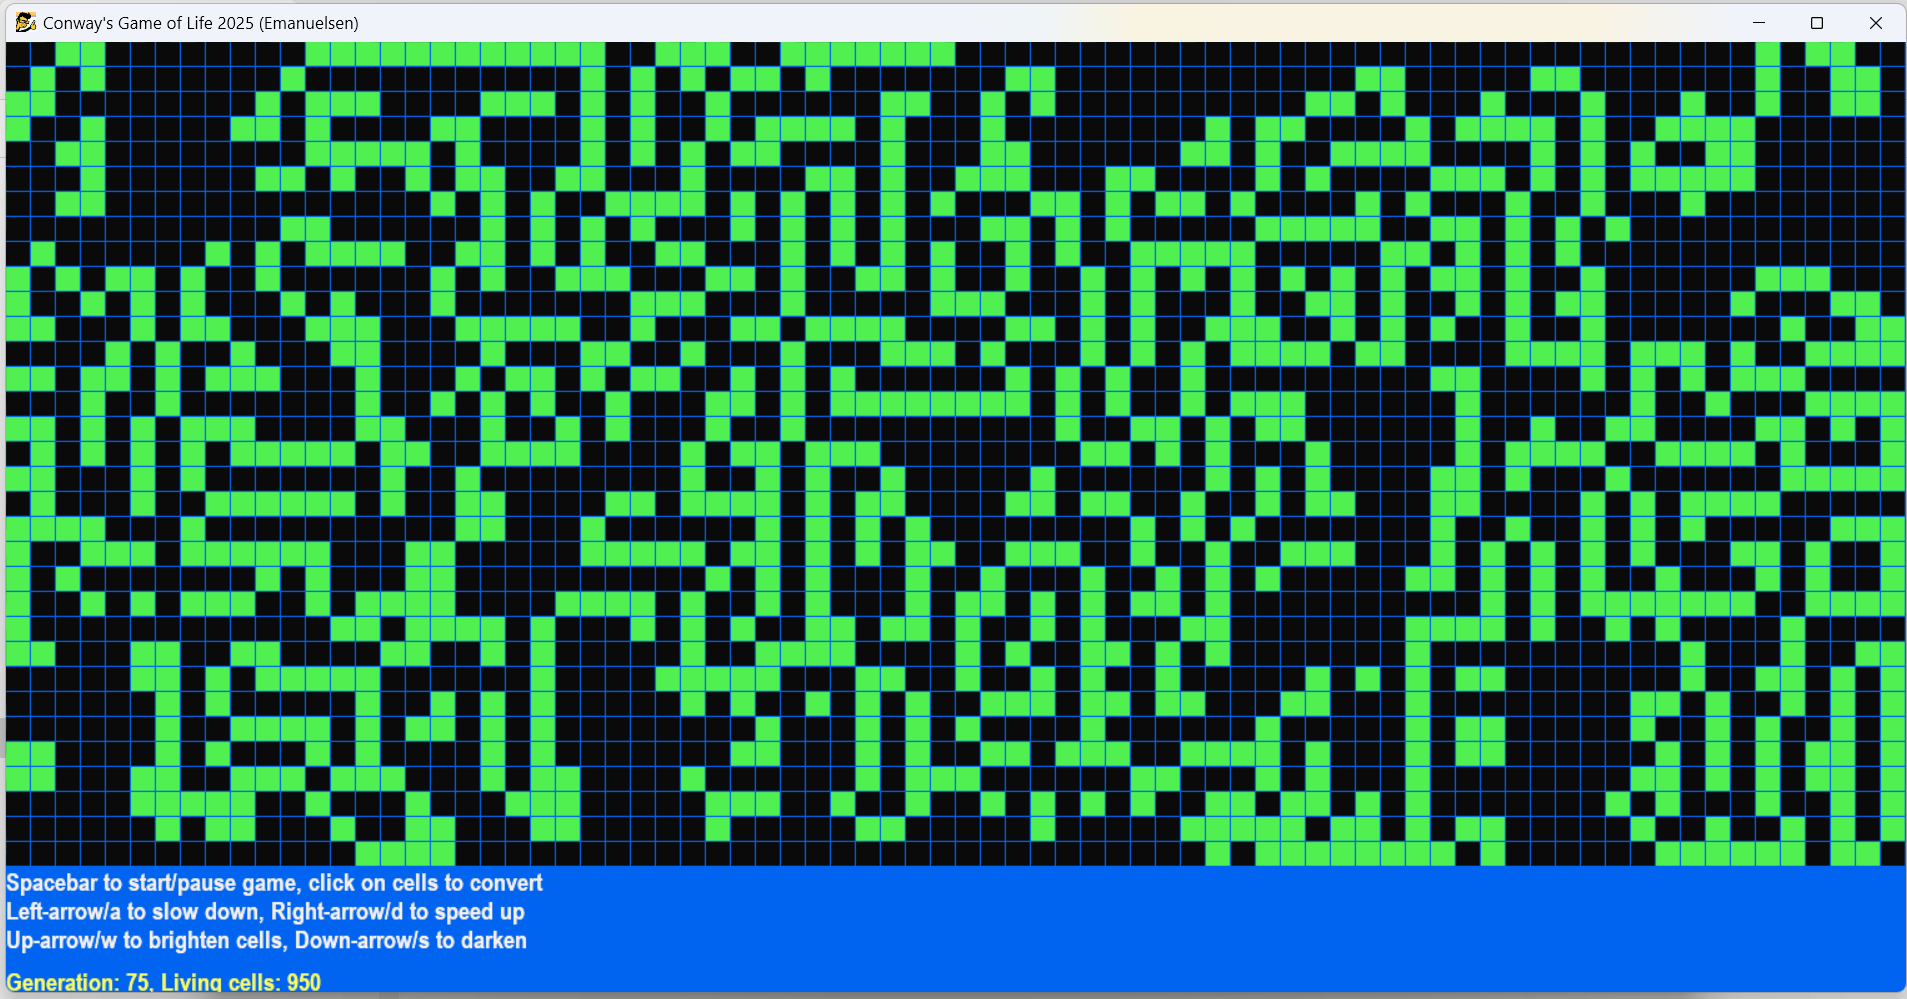 Conway's Game of Life 2025 (Emanuelsen)
Spacebar to start/pause game, click on cells to convert
Left-arrow/a to slow down, Right-arrow/d to speed up
Up-arrow/w to brighten cells, Down-arrow/s to darken
Generation: 75, Living cells: 950